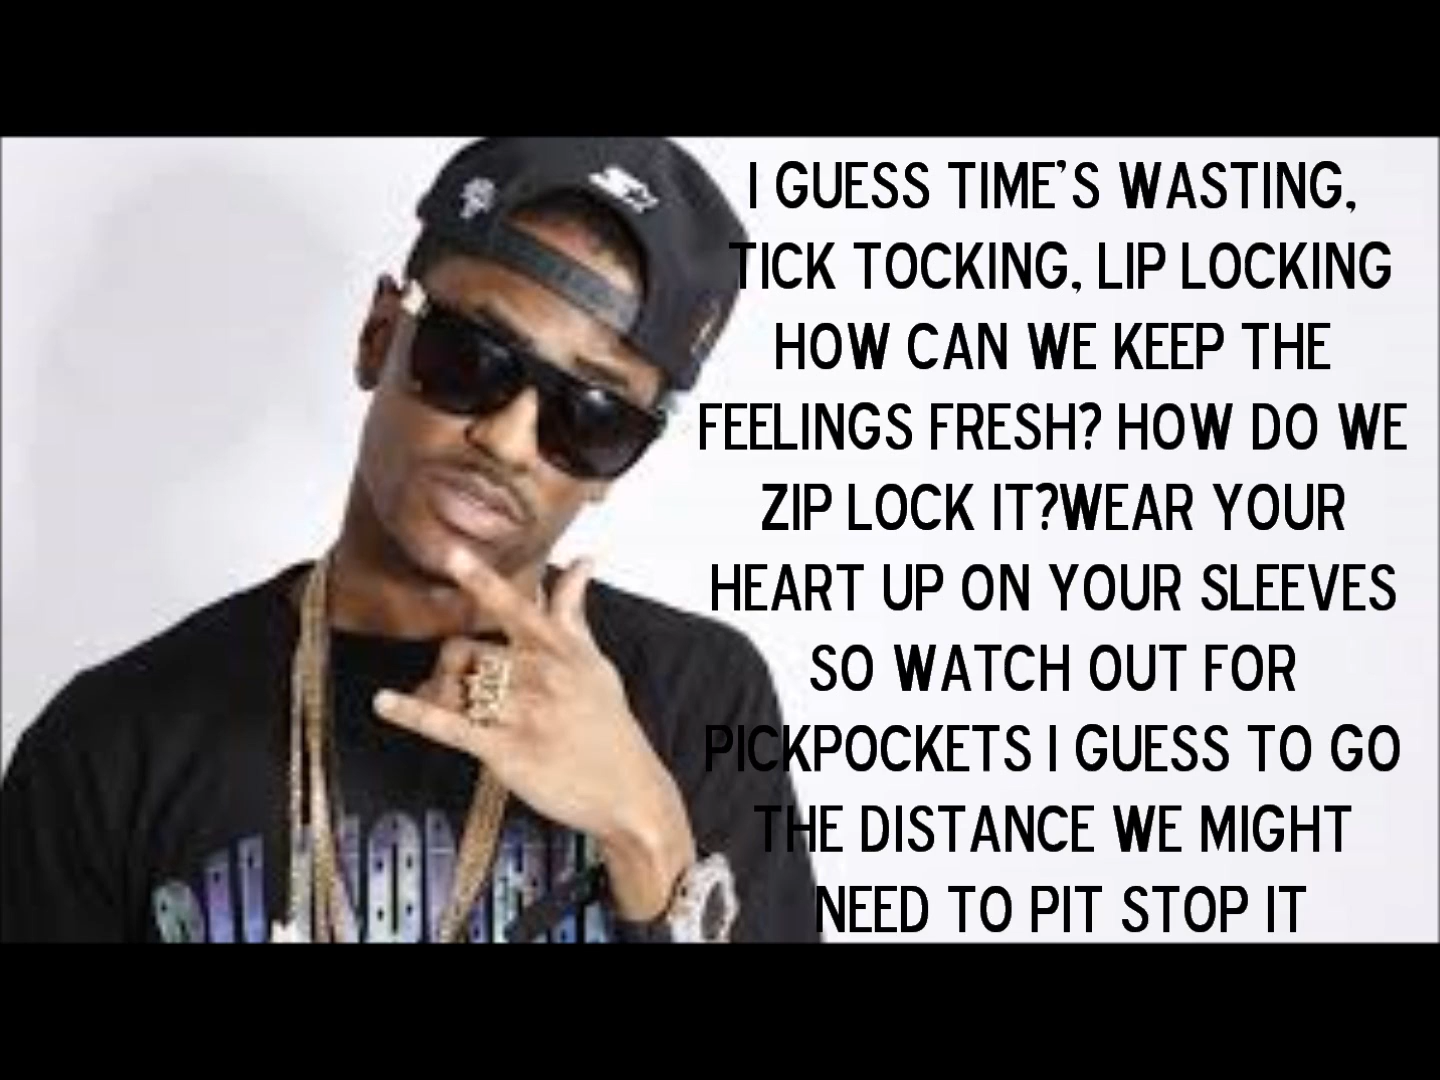 I GUESS TIME'S WASTING,
TICK TOCKING, LIP LOCKING
HOW CAN WE KEEP THE
FEELINGS FRESH? HOW DO WE
ZIP LOCK IT?WEAR YOUR
HEART UP ON YOUR SLEEVES
SO WATCH OUT FOR
PICKPOCKETS I GUESS TO GO
THE DISTANCE WE MIGHT
NEED TO PIT STOP IT